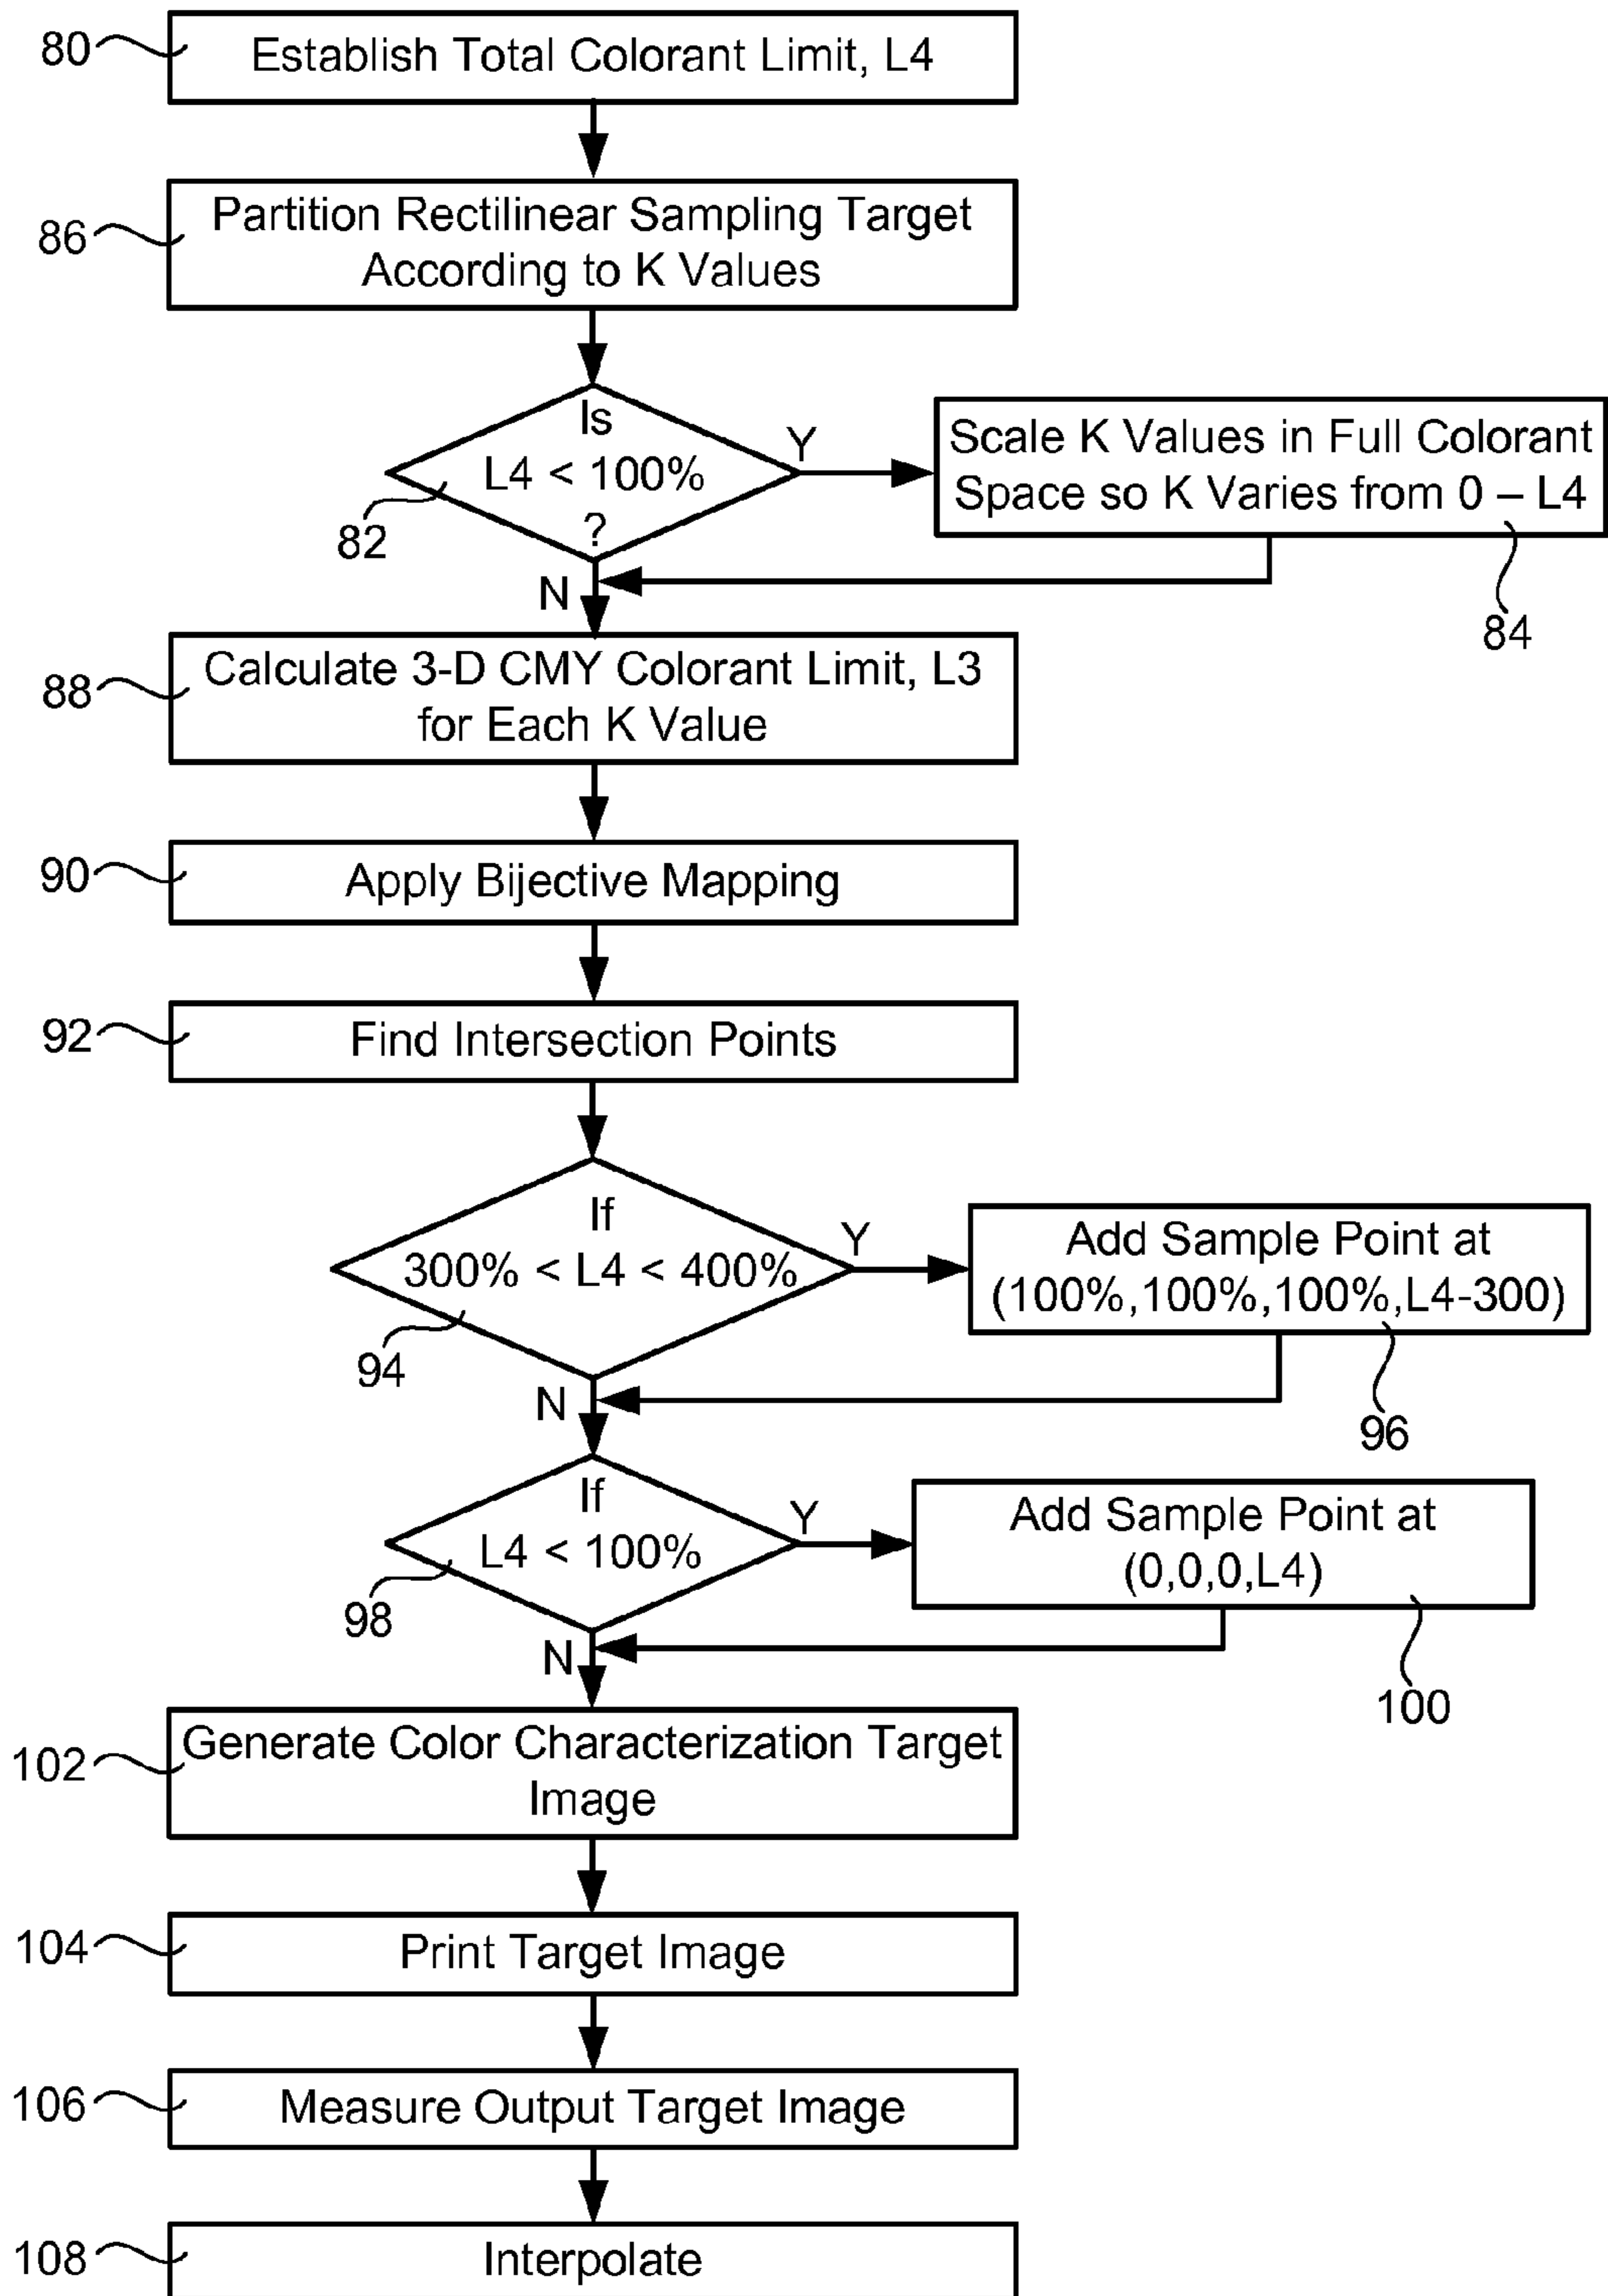 80
Establish Total Colorant Limit, L4
86
Partition Rectilinear Sampling Target
According to K Values
Is
L4 < 100%
?
82
Y
Scale K Values in Full Colorant
Space so K Varies from 0 – L4
84
N
88
Calculate 3-D CMY Colorant Limit, L3
for Each K Value
90
Apply Bijective Mapping
92
Find Intersection Points
If
300% < L4 < 400%
94
Y
Add Sample Point at
(100%,100%,100%,L4-300)
96
N
If
L4 < 100%
98
Y
Add Sample Point at
(0,0,0,L4)
100
N
102
Generate Color Characterization Target
Image
104
Print Target Image
106
Measure Output Target Image
108
Interpolate